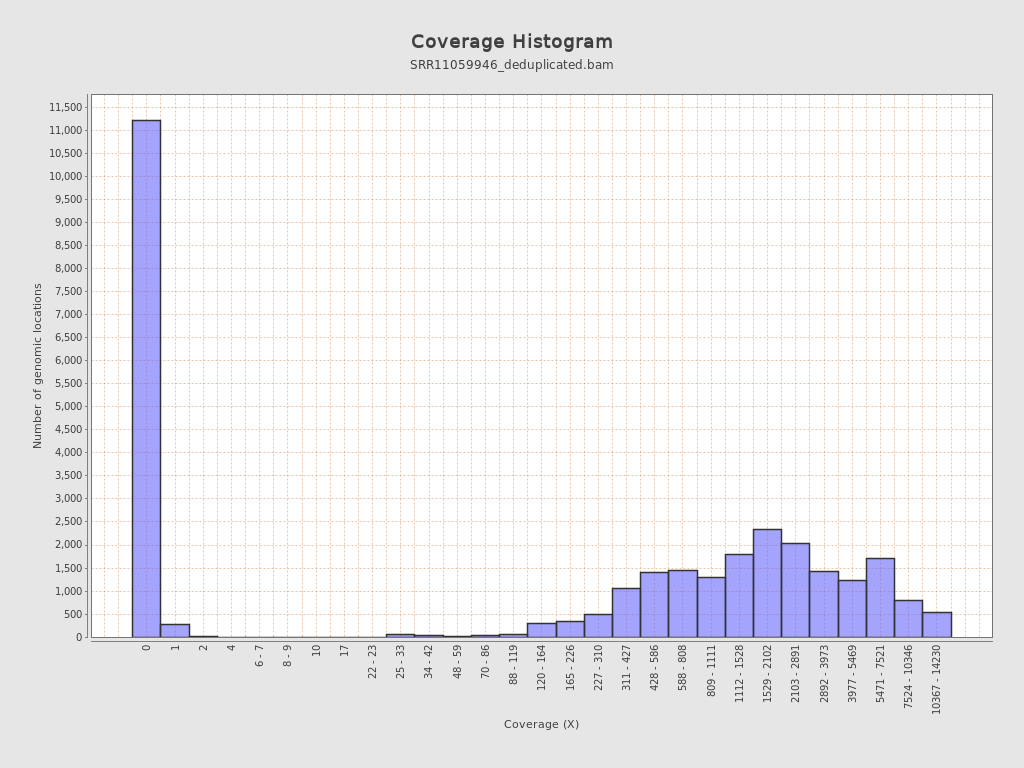 Coverage Histogram
SRR11059946_deduplicated.bam
11,500
11,000
10,500
10,000
9,500
9,000
8,500
8,000
7,500
7,000
6,500
6,000
5,500
5,000
4,500
4,000
3,500
3,000
2,500
2,000
1,500
1,000
500
0
Number of genomic locations
0
1
2
4
6 - 7
8 - 9
10
17
22 - 23
25 - 33
34 - 42
48 - 59
70 - 86
88 - 119
120 - 164
165 - 226
227 - 310
311 - 427
428 - 586
588 - 808
809 - 1111
1112 - 1528
1529 - 2102
2103 - 2891
2892 - 3973
3977 - 5469
5471 - 7521
7524 - 10346
10367 - 14230
Coverage (X)